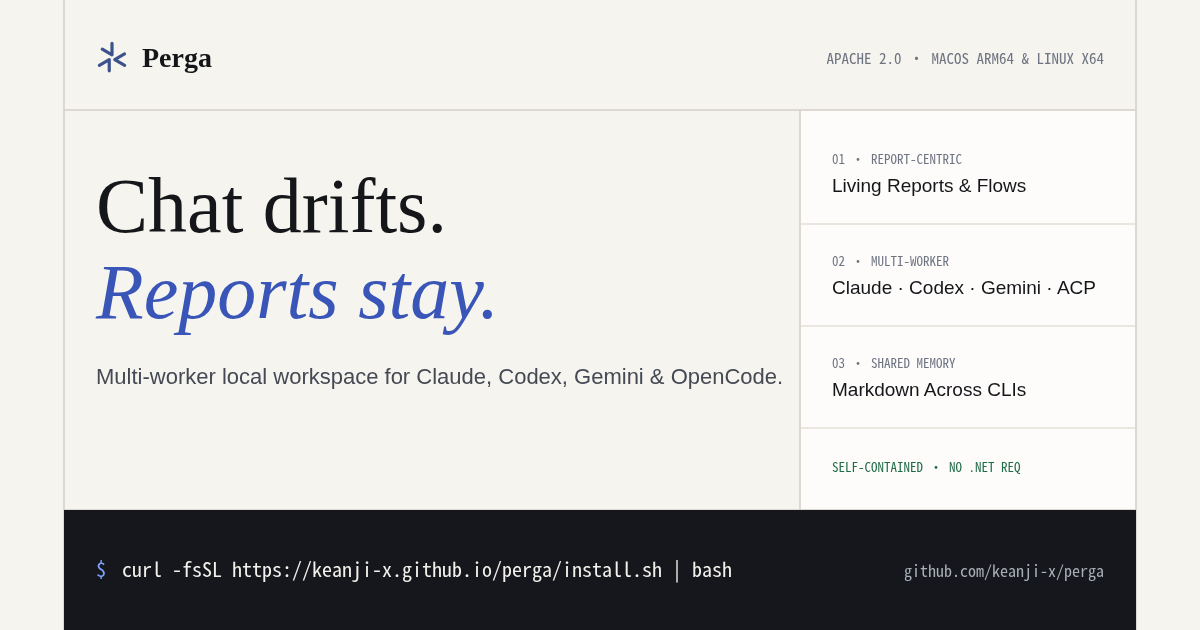 Perga
APACHE 2.0 • MACOS ARM64 & LINUX X64
Chat drifts.
Reports stay.
Multi-worker local workspace for Claude, Codex, Gemini & OpenCode.
01 • REPORT-CENTRIC
Living Reports & Flows
02 • MULTI-WORKER
Claude · Codex · Gemini · ACP
03 • SHARED MEMORY
Markdown Across CLIs
SELF-CONTAINED • NO .NET REQ
$ curl -fsSL https://keanji-x.github.io/perga/install.sh | bash
github.com/keanji-x/perga